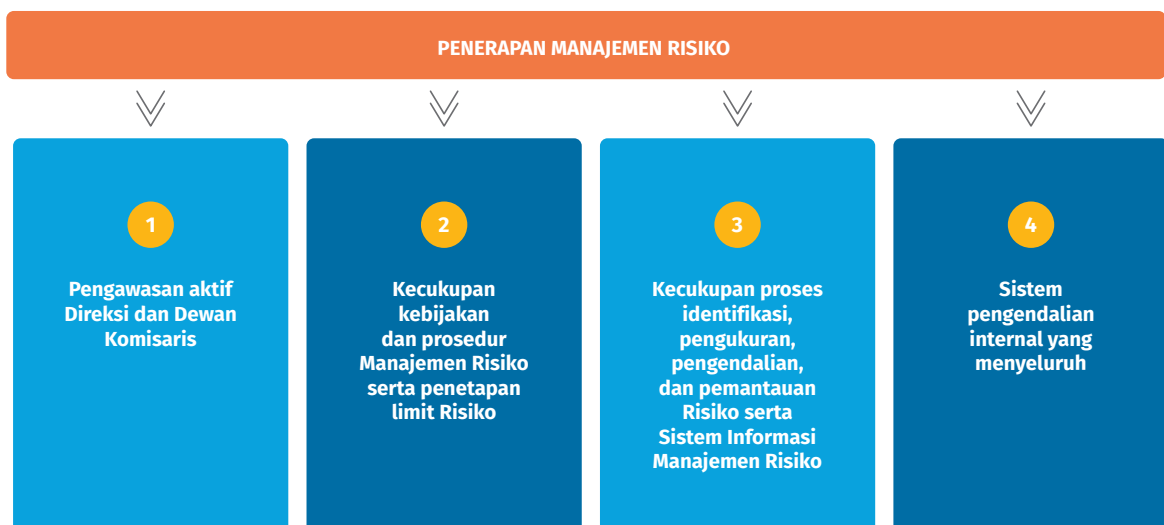 PENERAPAN MANAJEMEN RISIKO
1
Pengawasan aktif
Direksi dan Dewan
Komisaris
2
Kecukupan
kebijakan
dan prosedur
Manajemen Risiko
serta penetapan
limit Risiko
3
Kecukupan proses
identifikasi,
pengukuran,
pengendalian,
dan pemantauan
Risiko serta
Sistem Informasi
Manajemen Risiko
4
Sistem
pengendalian
internal yang
menyeluruh